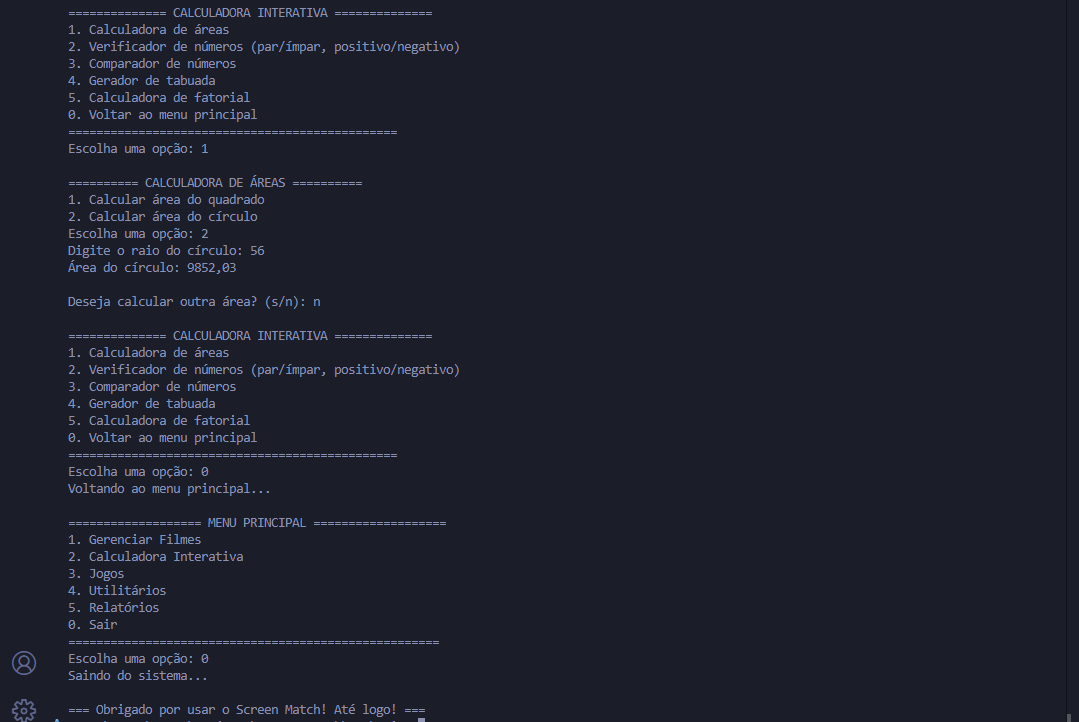 ============== CALCULADORA INTERATIVA ==============
1. Calculadora de áreas
2. Verificador de números (par/ímpar, positivo/negativo)
3. Comparador de números
4. Gerador de tabuada
5. Calculadora de fatorial
0. Voltar ao menu principal
===============================================
Escolha uma opção: 1
========== CALCULADORA DE ÁREAS ==========
1. Calcular área do quadrado
2. Calcular área do círculo
Escolha uma opção: 2
Digite o raio do círculo: 56
Área do círculo: 9852,03
Deseja calcular outra área? (s/n): n
============== CALCULADORA INTERATIVA ==============
1. Calculadora de áreas
2. Verificador de números (par/ímpar, positivo/negativo)
3. Comparador de números
4. Gerador de tabuada
5. Calculadora de fatorial
0. Voltar ao menu principal
===============================================
Escolha uma opção: 0
Voltando ao menu principal...
=================== MENU PRINCIPAL ===================
1. Gerenciar Filmes
2. Calculadora Interativa
3. Jogos
4. Utilitários
5. Relatórios
0. Sair
=====================================================
Escolha uma opção: 0
Saindo do sistema...
=== Obrigado por usar o Screen Match! Até logo! ===